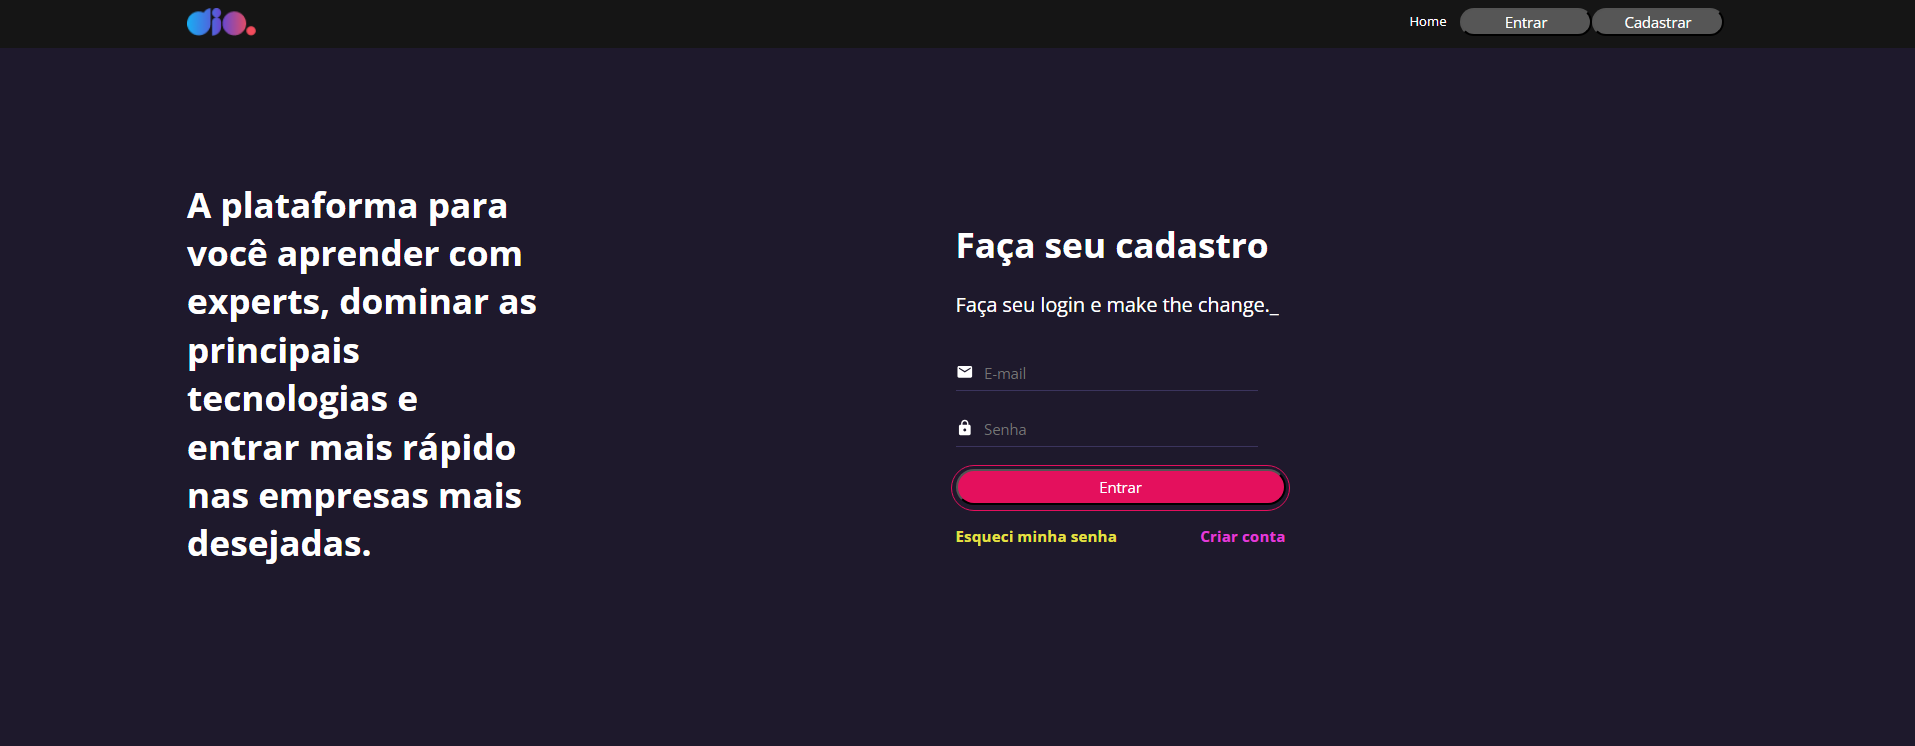 dio.
Home
Entrar
Cadastrar
A plataforma para
você aprender com
experts, dominar as
principais
tecnologias e
entrar mais rápido
nas empresas mais
desejadas.
Faça seu cadastro
Faça seu login e make the change._
E-mail
Senha
Entrar
Esqueci minha senha
Criar conta